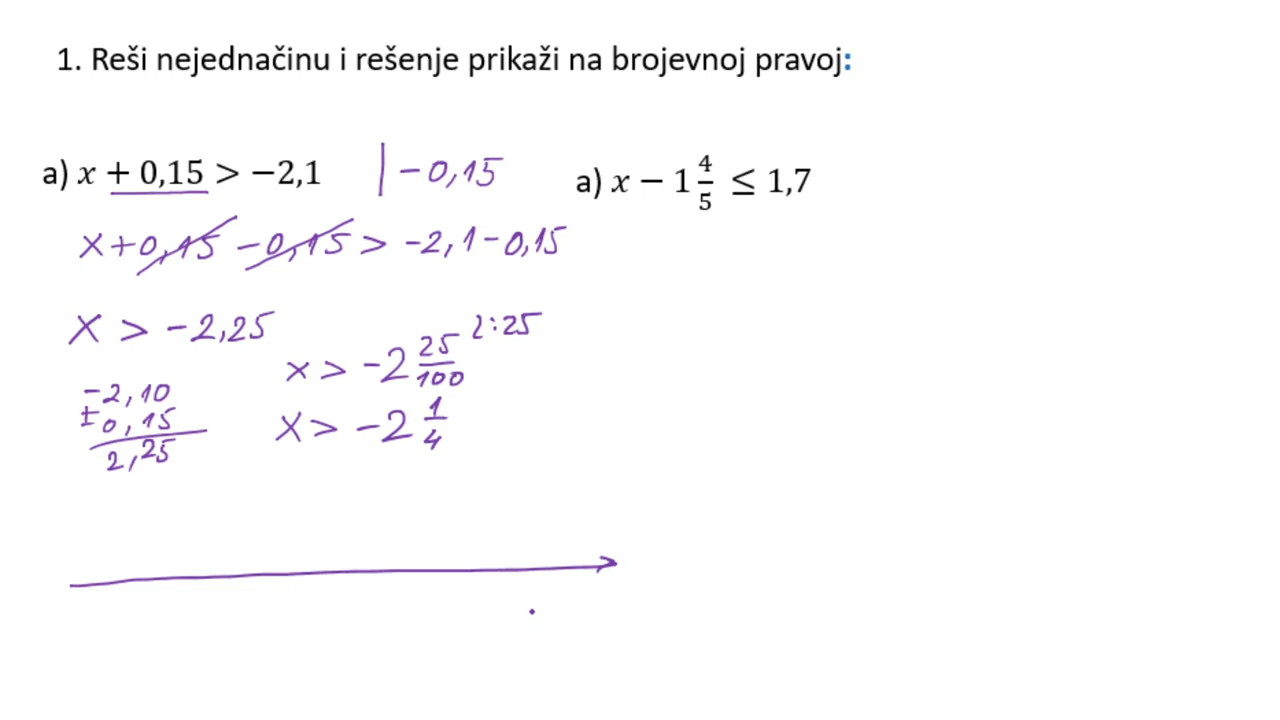 1. Reši nejednačinu i rešenje prikaži na brojevnoj pravoj:
a) x + 0,15 > −2,1 | −0,15
x+0,15 −0,15 > −2,1−0,15
x > −2,25
−2,10
±0,15
2,25
x > −2 25/100 2:25
x > −2 1/4
a) x − 1 4/5 ≤ 1,7